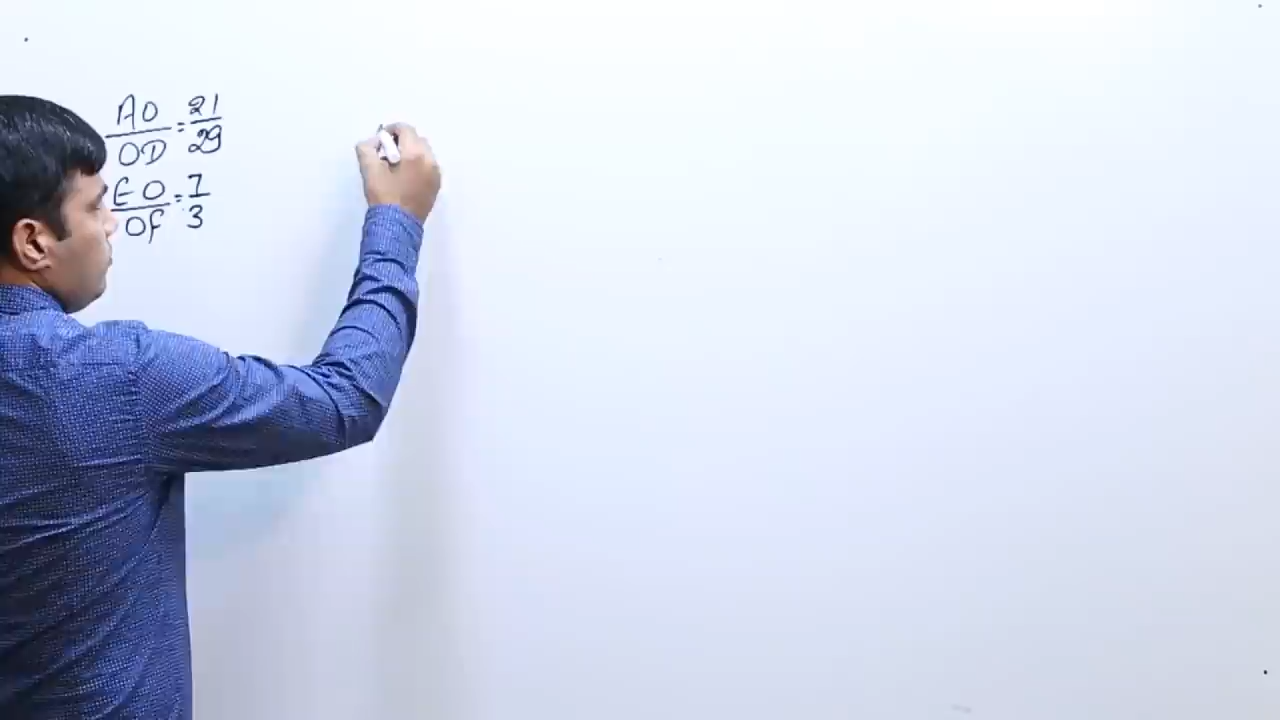 AO/OD = 21/29
EO/OF = 7/3